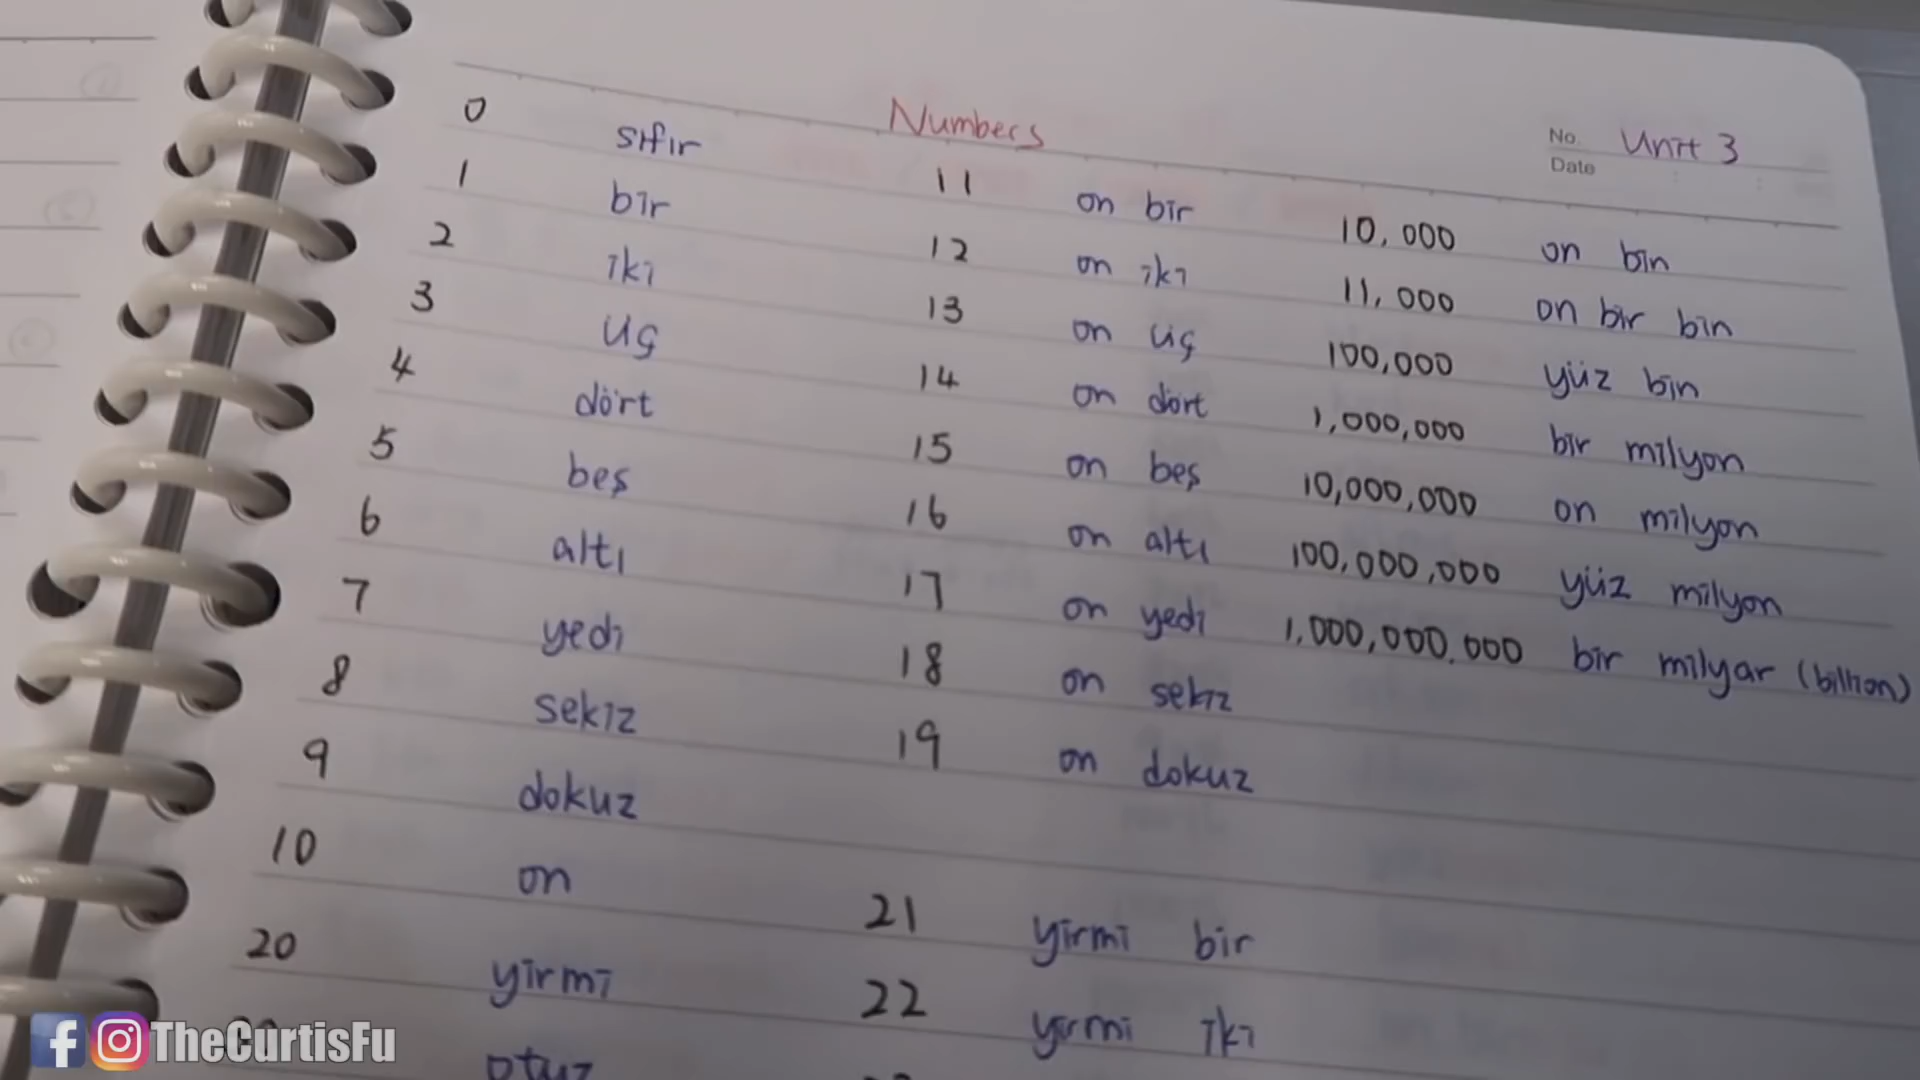 Numbers
No. Unit 3
Date
0 sıfır
1 bir 11 on bir 10,000 on bin
2 iki 12 on iki 11,000 on bir bin
3 üç 13 on üç 100,000 yüz bin
4 dört 14 on dört 1,000,000 bir milyon
5 beş 15 on beş 10,000,000 on milyon
6 altı 16 on altı 100,000,000 yüz milyon
7 yedi 17 on yedi 1,000,000,000 bir milyar (billion)
8 sekiz 18 on sekiz
9 dokuz 19 on dokuz
10 on
20 yirmi 21 yirmi bir
otuz 22 yirmi iki
TheCurtisFu